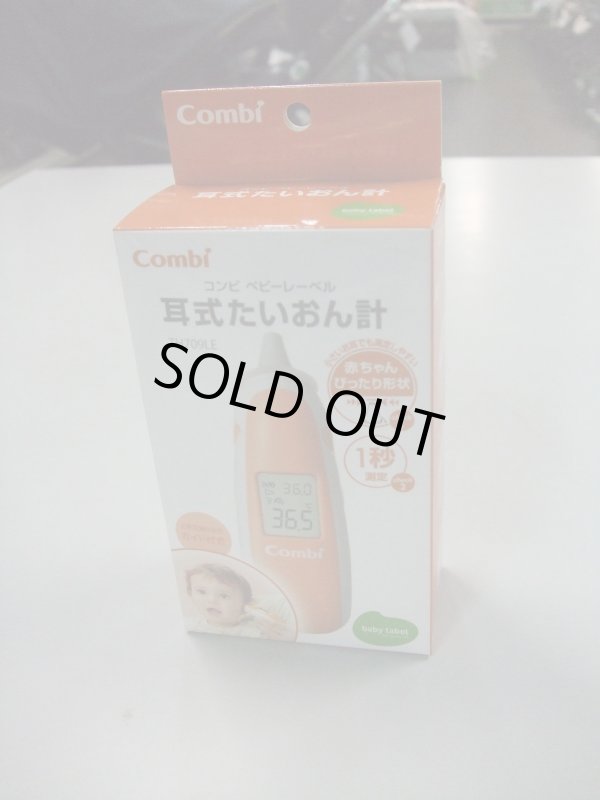 Combi
耳式たいおん計
baby label
Combi
コンビ ベビーレーベル
耳式たいおん計
赤ちゃん
ぴったり形状
SOLD OUT
1秒
測定
36.0
36.5
Combi
baby label